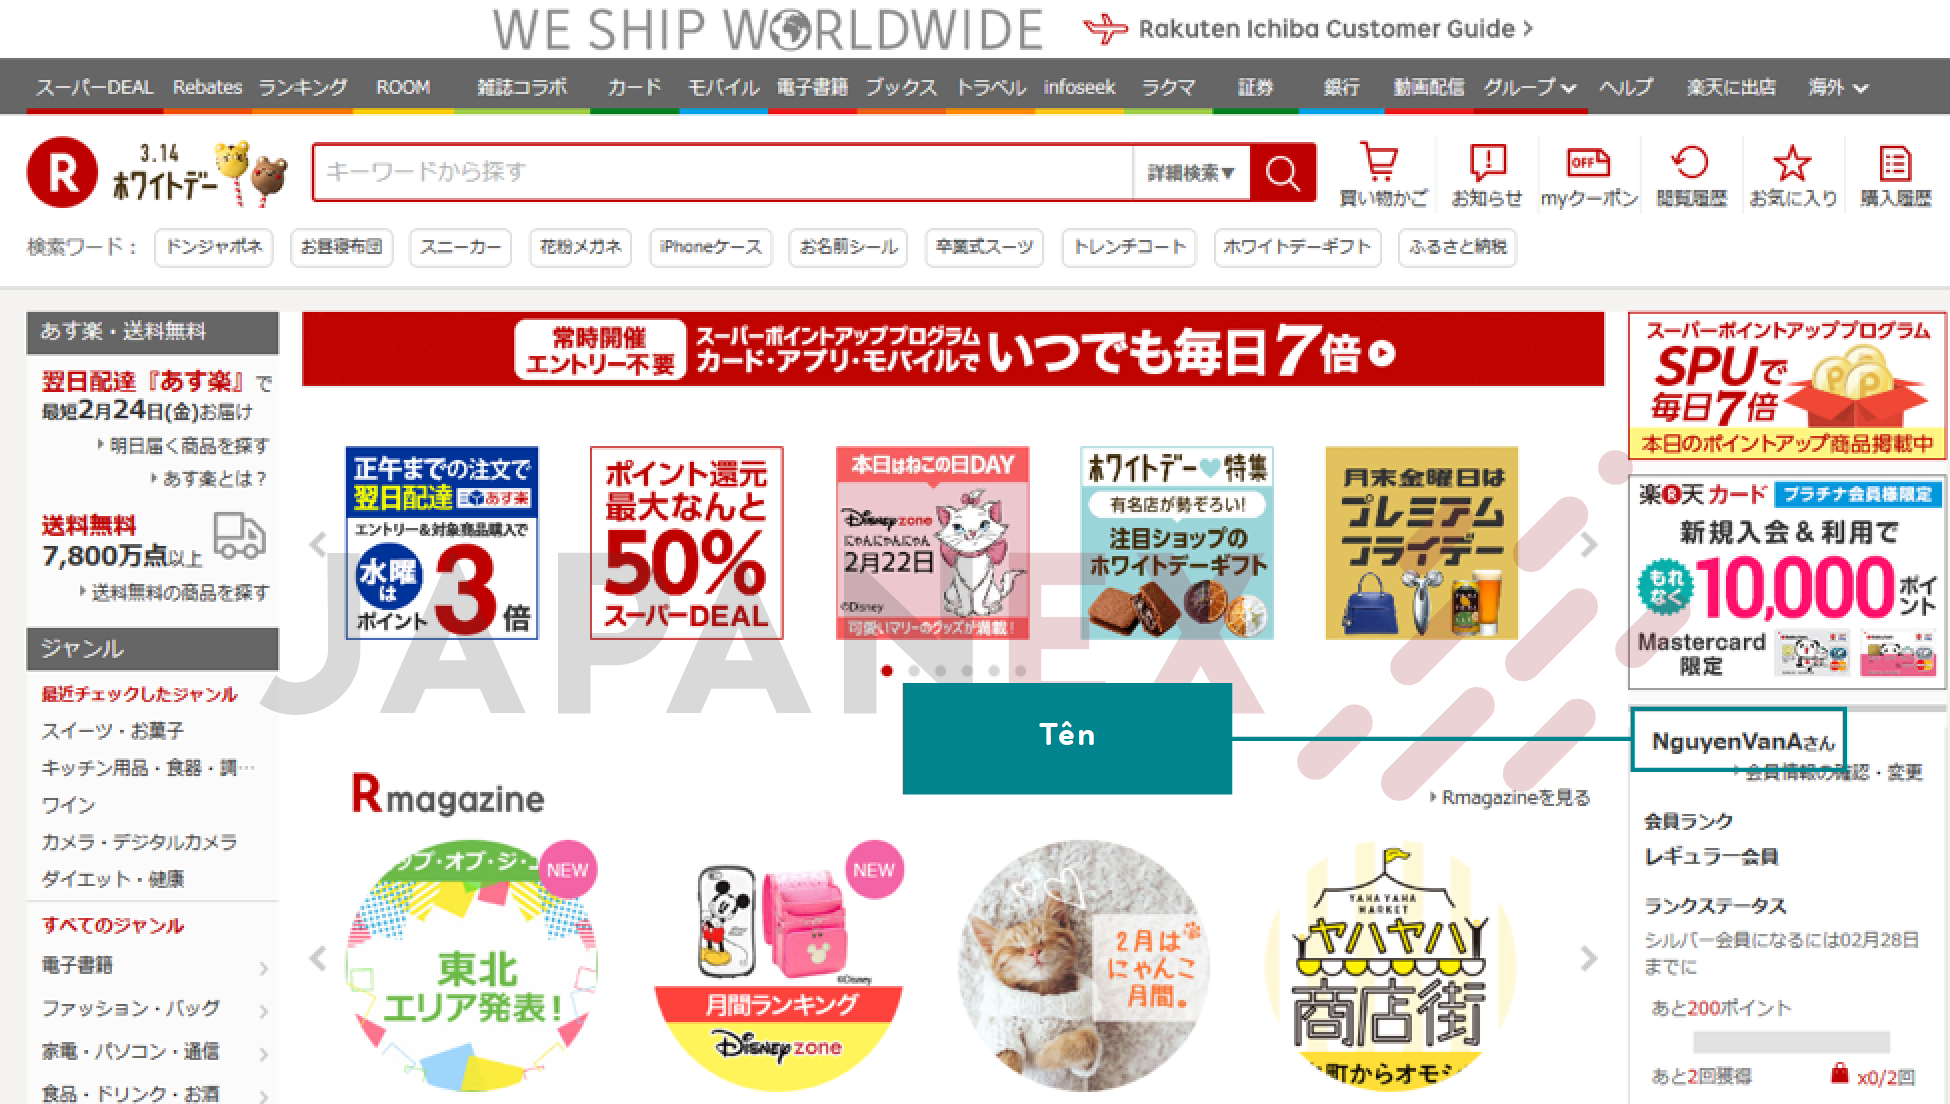 WE SHIP WORLDWIDE
Rakuten Ichiba Customer Guide >
スーパーDEAL Rebates ランキング ROOM 雑誌コラボ カード モバイル 電子書籍 ブックス トラベル infoseek ラクマ 証券 銀行 動画配信 グループ ヘルプ 楽天に出店 海外
R
3.14
ホワイトデー
キーワードから探す
詳細検索▼
買い物かご
お知らせ
OFF
myクーポン
閲覧履歴
お気に入り
購入履歴
検索ワード： ドンジャポネ お昼寝布団 スニーカー 花粉メガネ iPhoneケース お名前シール 卒業式スーツ トレンチコート ホワイトデーギフト ふるさと納税
あす楽・送料無料
翌日配達『あす楽』で
最短2月24日(金)お届け
明日届く商品を探す
あす楽とは？
送料無料
7,800万点以上
送料無料の商品を探す
ジャンル
最近チェックしたジャンル
スイーツ・お菓子
キッチン用品・食器・調…
ワイン
カメラ・デジタルカメラ
ダイエット・健康
すべてのジャンル
電子書籍
ファッション・バッグ
家電・パソコン・通信
食品・ドリンク・お酒
常時開催
エントリー不要
スーパーポイントアッププログラム
カード・アプリ・モバイルで
いつでも毎日7倍
正午までの注文で
翌日配達 あす楽
エントリー&対象商品購入で
水曜は
ポイント3倍
ポイント還元
最大なんと
50%
スーパーDEAL
本日はねこの日DAY
Disney zone
にゃんにゃんにゃん
2月22日
©Disney
可愛いマリーのグッズが満載!
ホワイトデー特集
有名店が勢ぞろい!
注目ショップの
ホワイトデーギフト
月末金曜日は
プレミアム
フライデー
JAPANEX
Tên
R magazine
Rmagazineを見る
NEW
東北
エリア発表!
NEW
©Disney
月間ランキング
Disney zone
2月は
にゃんこ
月間。
YAHA YAHA
MARKET
ヤハヤハ
商店街
町からオモシ
スーパーポイントアッププログラム
SPUで
毎日7倍
本日のポイントアップ商品掲載中
楽R天カード プラチナ会員様限定
新規入会＆利用で
もれなく
10,000ポイント
Mastercard
限定
NguyenVanAさん
会員情報の確認・変更
会員ランク
レギュラー会員
ランクステータス
シルバー会員になるには02月28日
までに
あと200ポイント
あと2回獲得
x0/2回